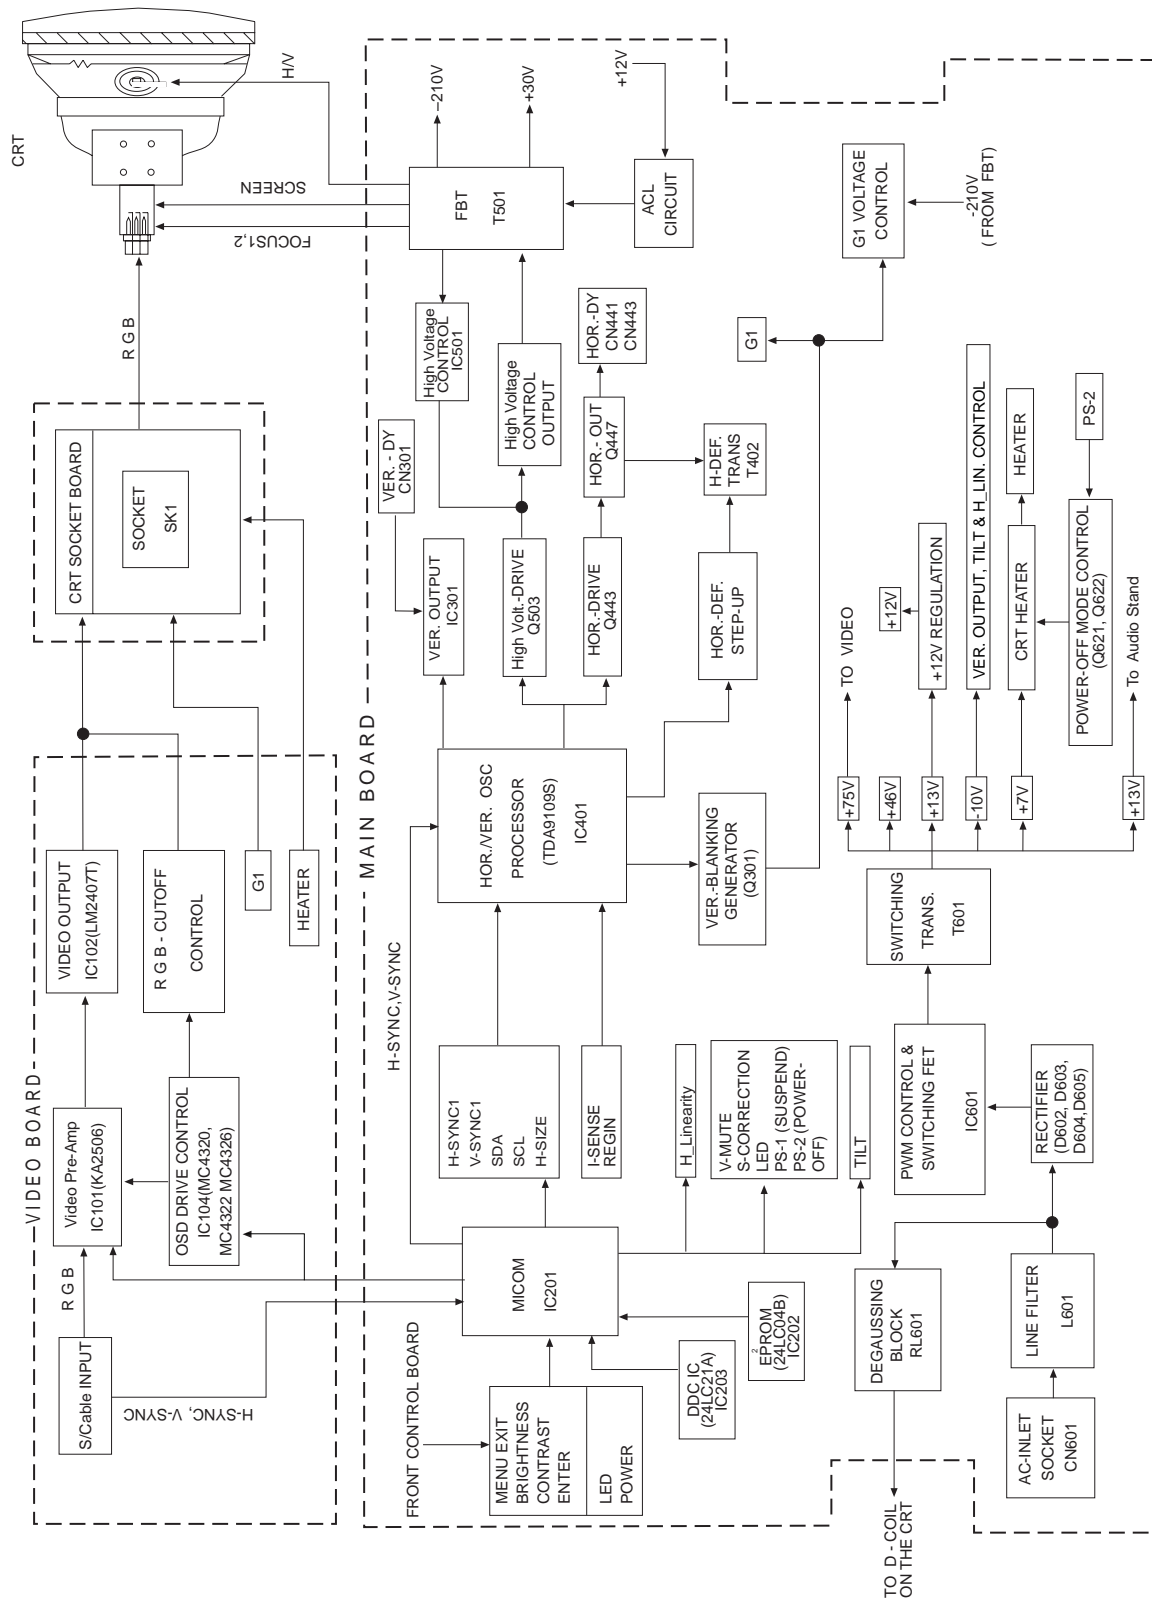 VIDEO BOARD
S/Cable INPUT
R G B
H-SYNC, V-SYNC
Video Pre-Amp
IC101(KA2506)
OSD DRIVE CONTROL
IC104(MC4320,
MC4322 MC4326)
VIDEO OUTPUT
IC102(LM2407T)
R G B - CUTOFF
CONTROL
G1
HEATER
CRT SOCKET BOARD
SOCKET
SK1
R G B
CRT
FOCUS1,2
SCREEN
H/V
MAIN BOARD
FRONT CONTROL BOARD
MENU EXIT
BRIGHTNESS
CONTRAST
ENTER
LED
POWER
MICOM
IC201
DDC IC
(24LC21A)
IC203
E²PROM
(24LC04B)
IC202
H-SYNC,V-SYNC
H-SYNC1
V-SYNC1
SDA
SCL
H-SIZE
I-SENSE
REGIN
H_Linearity
V-MUTE
S-CORRECTION
LED
PS-1 (SUSPEND)
PS-2 (POWER-
OFF)
TILT
HOR./VER. OSC
PROCESSOR
(TDA9109S)
IC401
VER.-BLANKING
GENERATOR
(Q301)
VER. OUTPUT
IC301
VER. - DY
CN301
High Volt.-DRIVE
Q503
HOR.-DRIVE
Q443
HOR.-DEF.
STEP-UP
High Voltage
CONTROL
IC501
High Voltage
CONTROL
OUTPUT
HOR.- OUT
Q447
HOR.-DY
CN441
CN443
H-DEF.
TRANS
T402
FBT
T501
–210V
+30V
ACL
CIRCUIT
+12V
G1
G1 VOLTAGE
CONTROL
-210V
( FROM FBT)
TO D - COIL
ON THE CRT
DEGAUSSING
BLOCK
RL601
AC-INLET
SOCKET
CN601
LINE FILTER
L601
RECTIFIER
(D602, D603,
D604,D605)
PWM CONTROL &
SWITCHING FET
IC601
SWITCHING
TRANS.
T601
+75V
TO VIDEO
+46V
+13V
+12V REGULATION
+12V
-10V
VER. OUTPUT, TILT & H_LIN. CONTROL
+7V
CRT HEATER
HEATER
POWER-OFF MODE CONTROL
(Q621, Q622)
PS-2
+13V
To Audio Stand